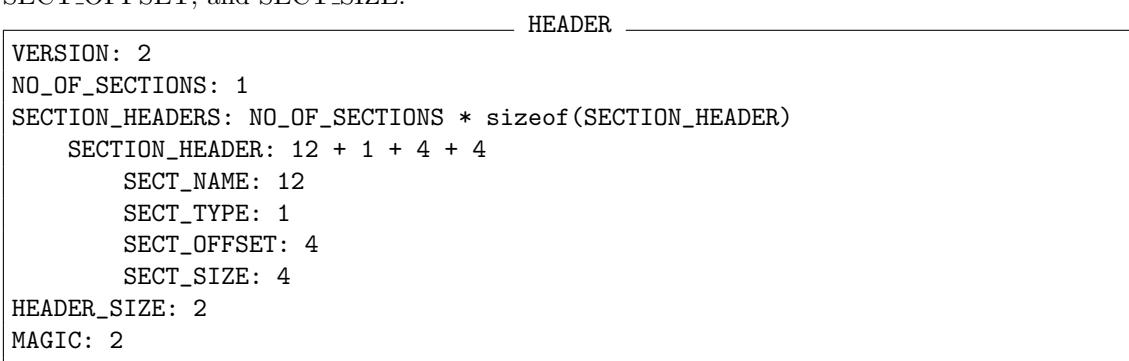 SECT_OFFSET, and SECT_SIZE.
HEADER
VERSION: 2
NO_OF_SECTIONS: 1
SECTION_HEADERS: NO_OF_SECTIONS * sizeof(SECTION_HEADER)
    SECTION_HEADER: 12 + 1 + 4 + 4
        SECT_NAME: 12
        SECT_TYPE: 1
        SECT_OFFSET: 4
        SECT_SIZE: 4
HEADER_SIZE: 2
MAGIC: 2